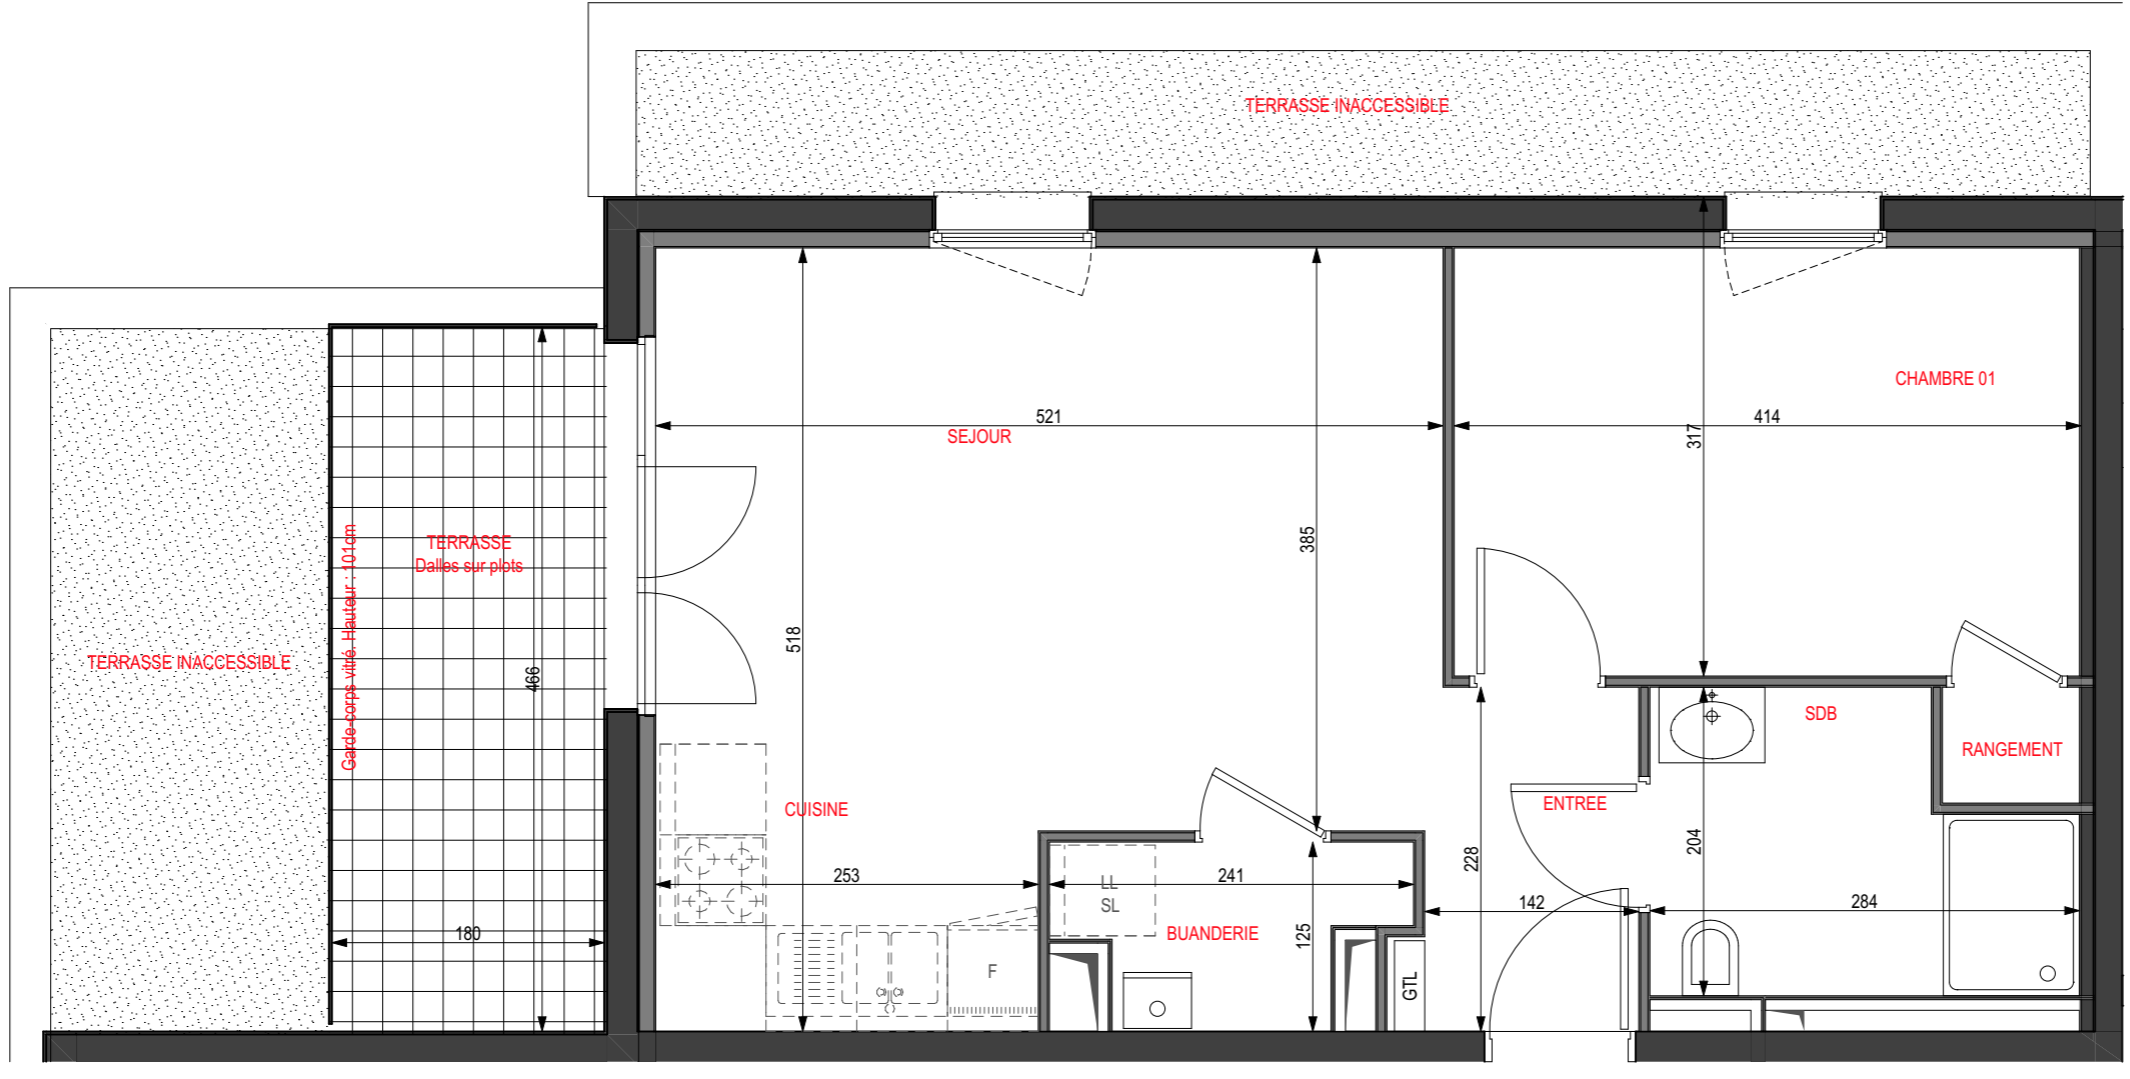 TERRASSE INACCESSIBLE
CHAMBRE 01
521
414
SEJOUR
317
385
TERRASSE
Dalles sur plots
Garde-corps vitré. Hauteur : 101cm
518
TERRASSE INACCESSIBLE
466
SDB
RANGEMENT
CUISINE
ENTREE
204
228
253
LL
SL
241
142
284
180
BUANDERIE
125
F
GTL